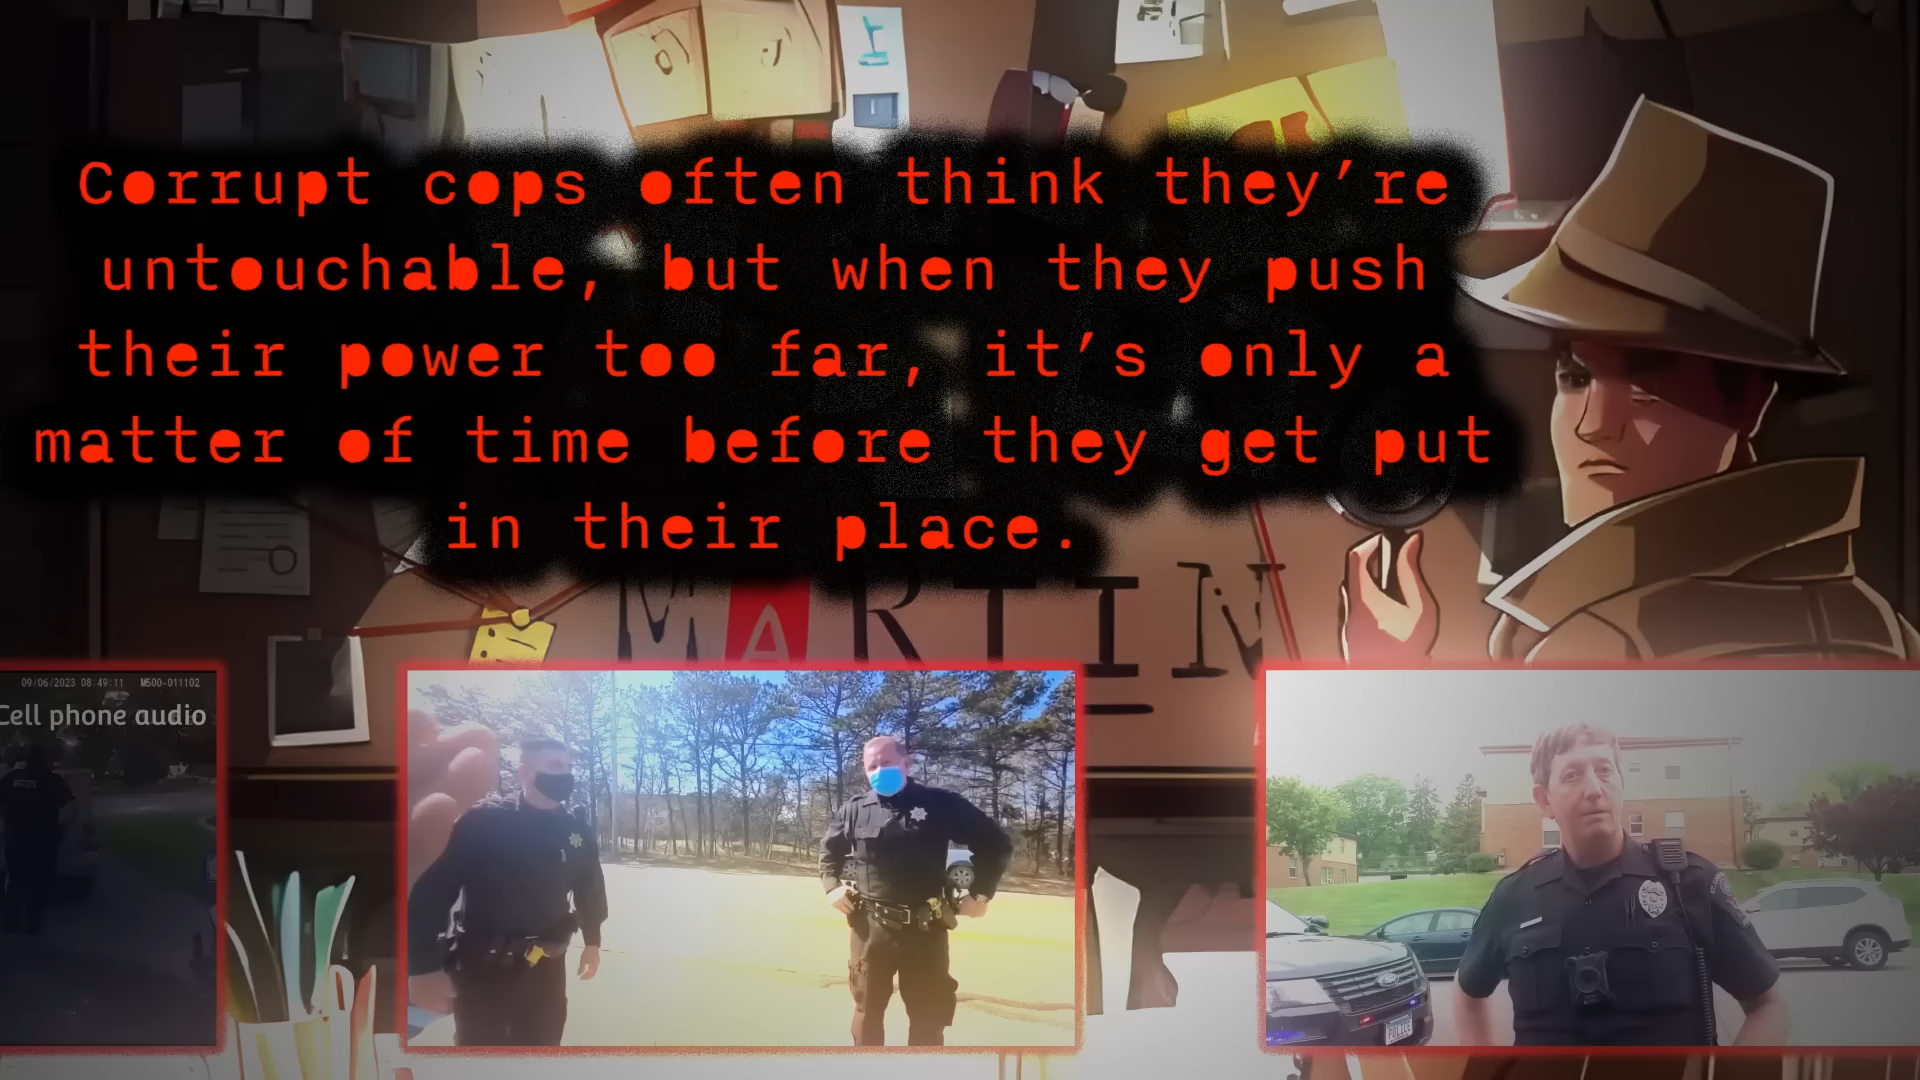 Corrupt cops often think they’re
untouchable, but when they push
their power too far, it’s only a
matter of time before they get put
in their place.
MARTIN
09/06/2023 08:49:11 MS00-011102
Cell phone audio
POLICE